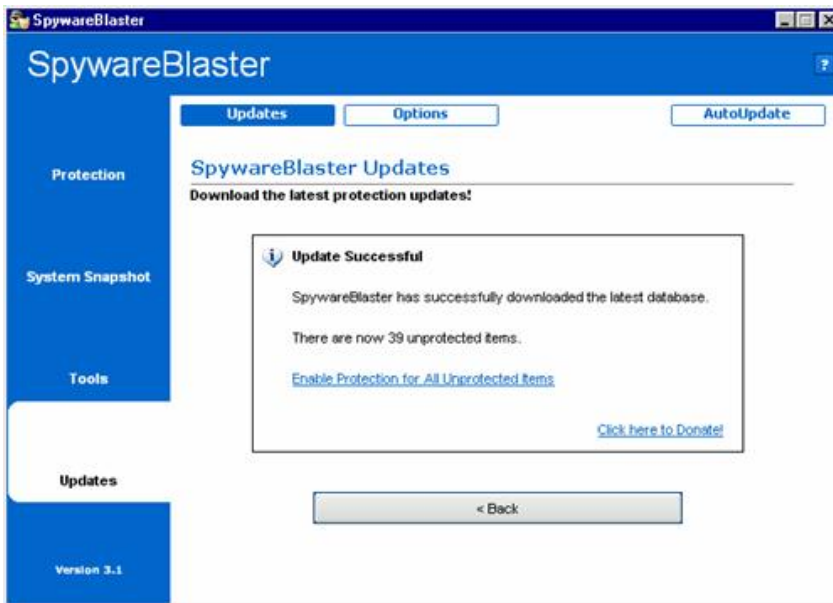 SpywareBlaster
SpywareBlaster
?
Updates
Options
AutoUpdate
Protection
System Snapshot
Tools
Updates
Version 3.1
SpywareBlaster Updates
Download the latest protection updates!
Update Successful
SpywareBlaster has successfully downloaded the latest database.
There are now 39 unprotected items.
Enable Protection for All Unprotected Items
Click here to Donate!
< Back